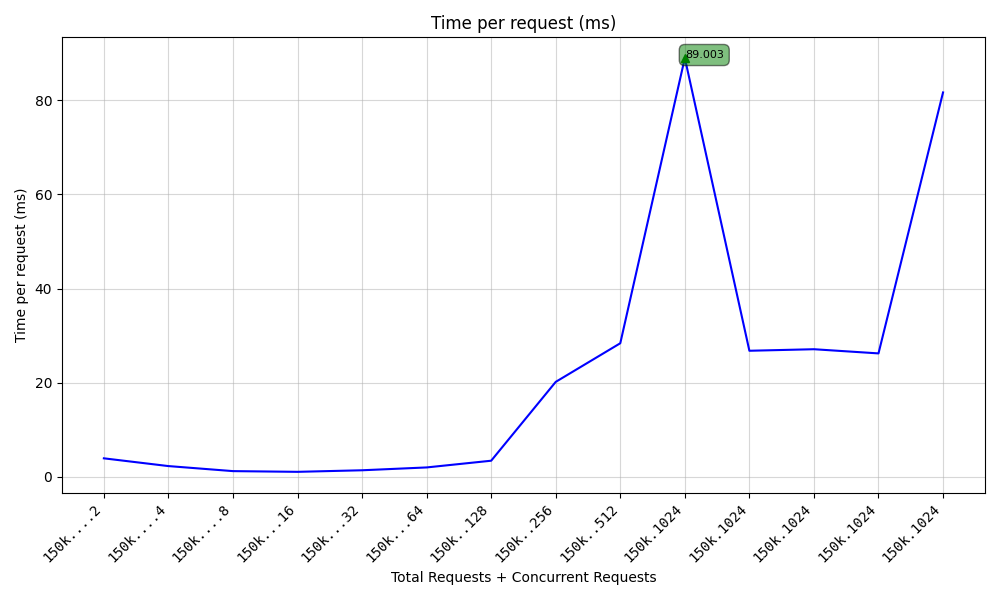 Time per request (ms)
89.003
80
60
40
20
0
Time per request (ms)
150k....2
150k....4
150k....8
150k...16
150k...32
150k...64
150k..128
150k..256
150k..512
150k.1024
150k.1024
150k.1024
150k.1024
150k.1024
Total Requests + Concurrent Requests